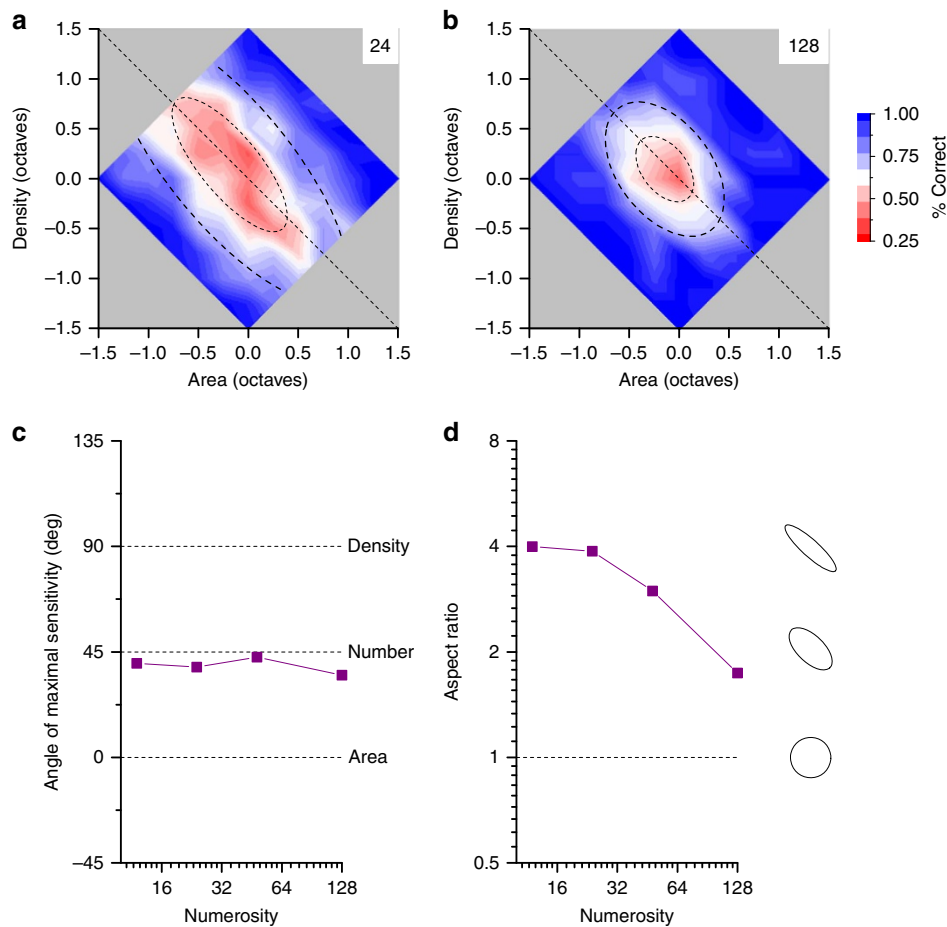 a
1.5
1.0
0.5
0.0
−0.5
−1.0
−1.5
Density (octaves)
24
−1.5 −1.0 −0.5 0.0 0.5 1.0 1.5
Area (octaves)
b
1.5
1.0
0.5
0.0
−0.5
−1.0
−1.5
Density (octaves)
128
−1.5 −1.0 −0.5 0.0 0.5 1.0 1.5
Area (octaves)
1.00
0.75
0.50
0.25
% Correct
c
135
90
45
0
−45
Angle of maximal sensitivity (deg)
Density
Number
Area
16 32 64 128
Numerosity
d
8
4
2
1
0.5
Aspect ratio
16 32 64 128
Numerosity